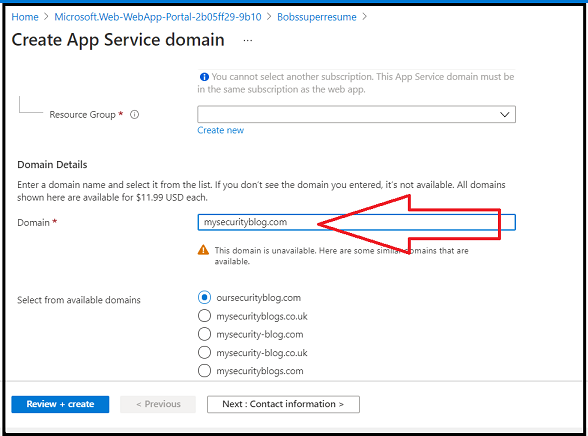 Home > Microsoft.Web-WebApp-Portal-2b05ff29-9b10 > Bobssuperresume >
Create App Service domain ...
You cannot select another subscription. This App Service domain must be
in the same subscription as the web app.
Resource Group *
Create new
Domain Details
Enter a domain name and select it from the list. If you don't see the domain you entered, it's not available. All domains
shown here are available for $11.99 USD each.
Domain *
mysecurityblog.com
This domain is unavailable. Here are some similar domains that are
available.
Select from available domains
oursecurityblog.com
mysecurityblogs.co.uk
mysecurity-blog.com
mysecurity-blog.co.uk
mysecurityblogs.com
Review + create
< Previous
Next : Contact information >